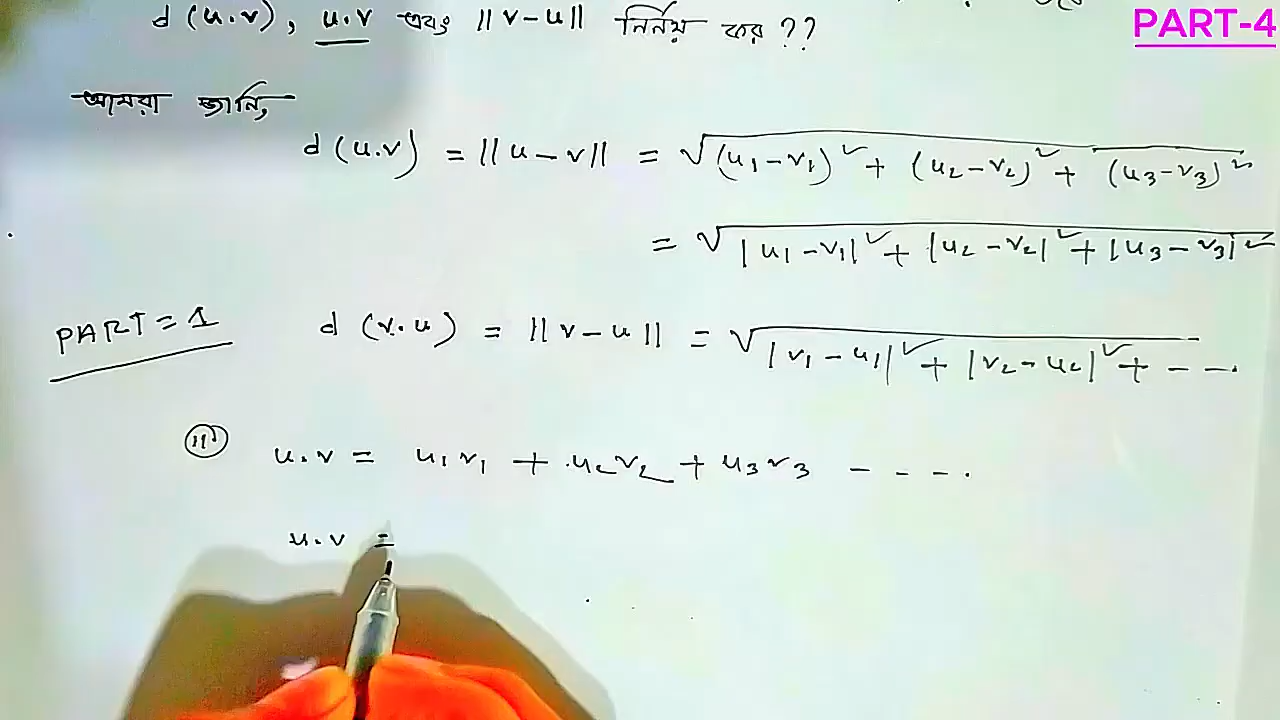 d (u.v), u.v এবং ||v-u|| নির্নয় কর ??
PART-4
আমরা জানি,
d (u.v) = ||u-v|| = √(u₁-v₁)² + (u₂-v₂)² + (u₃-v₃)²
= √|u₁-v₁|² + |u₂-v₂|² + |u₃-v₃|²
PART=1 d (v.u) = ||v-u|| = √|v₁-u₁|² + |v₂-u₂|² + - -.
(ii) u.v = u₁v₁ + u₂v₂ + u₃v₃ - - - .
u.v =